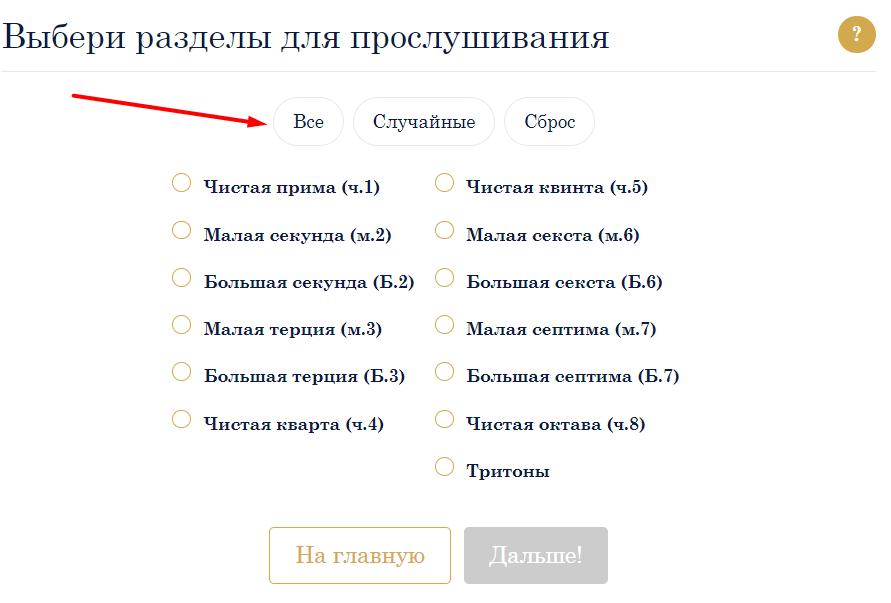 Выбери разделы для прослушивания
?
Все Случайные Сброс
Чистая прима (ч.1)
Малая секунда (м.2)
Большая секунда (Б.2)
Малая терция (м.3)
Большая терция (Б.3)
Чистая кварта (ч.4)
Чистая квинта (ч.5)
Малая секста (м.6)
Большая секста (Б.6)
Малая септима (м.7)
Большая септима (Б.7)
Чистая октава (ч.8)
Тритоны
На главную Дальше!